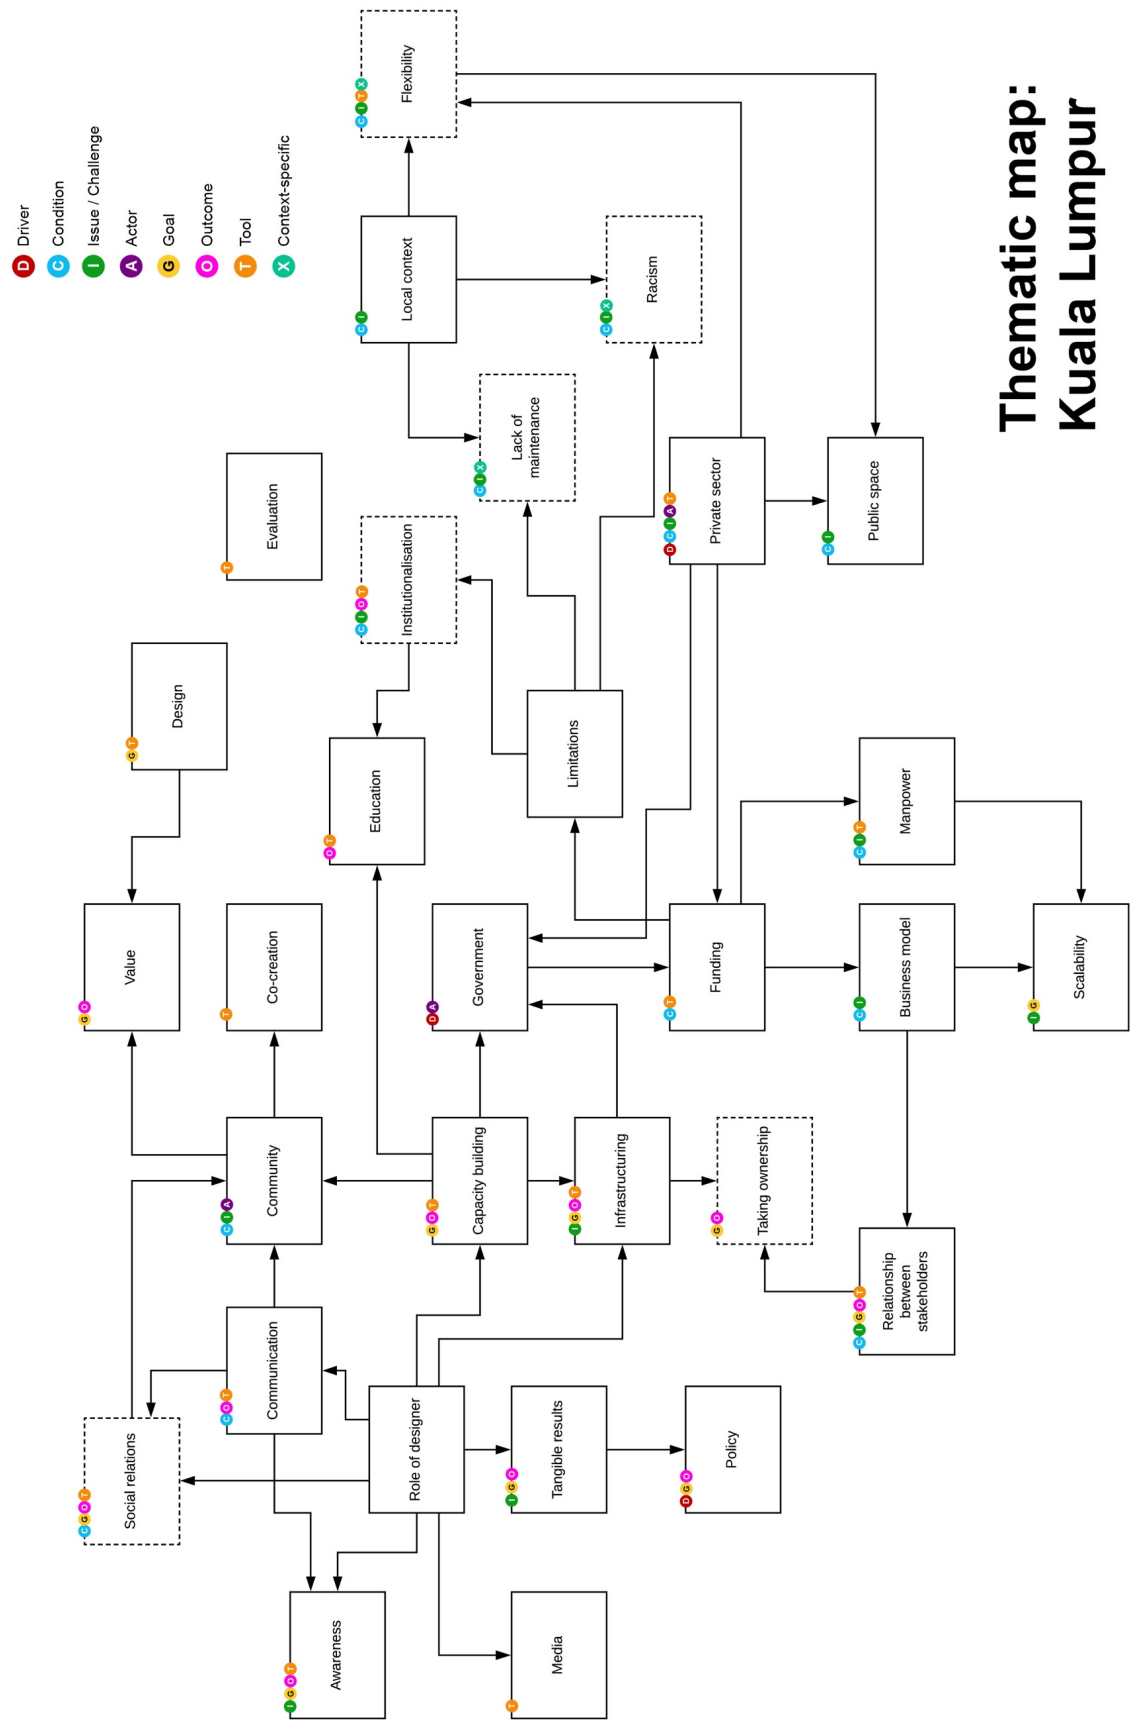 D Driver
C Condition
I Issue / Challenge
A Actor
G Goal
O Outcome
T Tool
X Context-specific
C G O T
Social relations
G O
Value
G T
Design
C O T
Communication
C I A
Community
T
Co-creation
T
Evaluation
I G O T
Awareness
O T
Education
C I O T
Institutionalisation
C I
Local context
C I T X
Flexibility
Role of designer
G O T
Capacity building
D A
Government
C I X
Lack of
maintenance
T
Media
I G O
Tangible results
I G O T
Infrastructuring
Limitations
C I X
Racism
D G O
Policy
G O
Taking ownership
C T
Funding
D C I A T
Private sector
C I G O T
Relationship
between
stakeholders
C I
Business model
C I T
Manpower
C I
Public space
I G
Scalability
Thematic map:
Kuala Lumpur